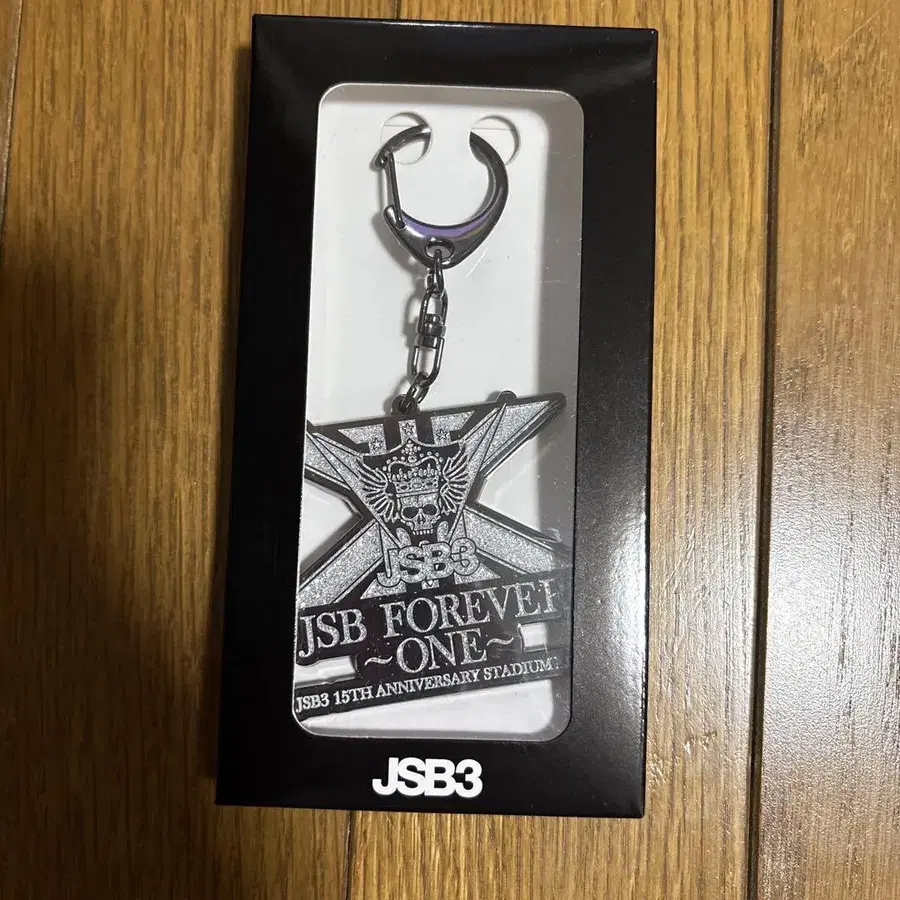 JSB3
JSB FOREVER
~ONE~
JSB3 15TH ANNIVERSARY STADIUM
JSB3